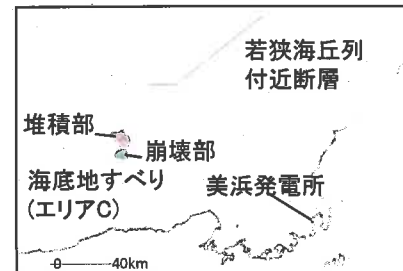 若狭海丘列
付近断層
堆積部
崩壊部
海底地すべり
(エリアC)
美浜発電所
0 40km